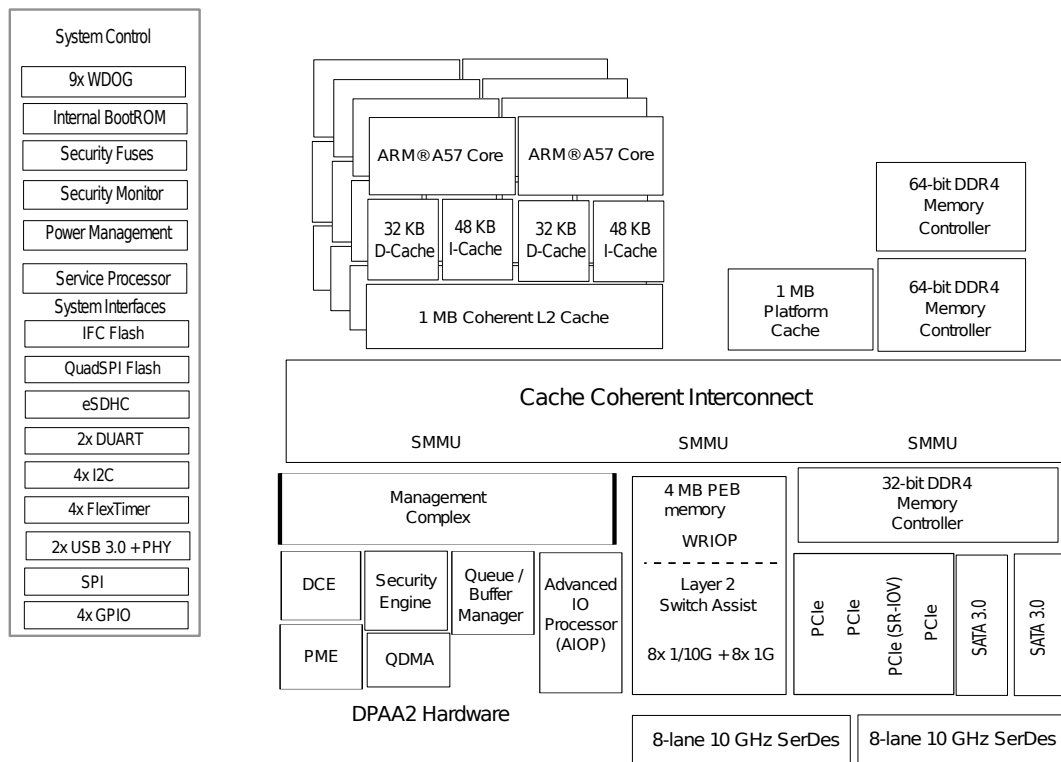 System Control
9x WDOG
Internal BootROM
Security Fuses
Security Monitor
Power Management
Service Processor
System Interfaces
IFC Flash
QuadSPI Flash
eSDHC
2x DUART
4x I2C
4x FlexTimer
2x USB 3.0 + PHY
SPI
4x GPIO
ARM® A57 Core
ARM® A57 Core
32 KB
D-Cache
48 KB
I-Cache
32 KB
D-Cache
48 KB
I-Cache
1 MB Coherent L2 Cache
64-bit DDR4
Memory
Controller
1 MB
Platform
Cache
64-bit DDR4
Memory
Controller
Cache Coherent Interconnect
SMMU
SMMU
SMMU
Management
Complex
DCE
Security
Engine
Queue /
Buffer
Manager
Advanced
IO
Processor
(AIOP)
PME
QDMA
DPAA2 Hardware
4 MB PEB
memory
WRIOP
Layer 2
Switch Assist
8x 1/10G + 8x 1G
32-bit DDR4
Memory
Controller
PCIe
PCIe
PCIe (SR-IOV)
PCIe
SATA 3.0
SATA 3.0
8-lane 10 GHz SerDes
8-lane 10 GHz SerDes